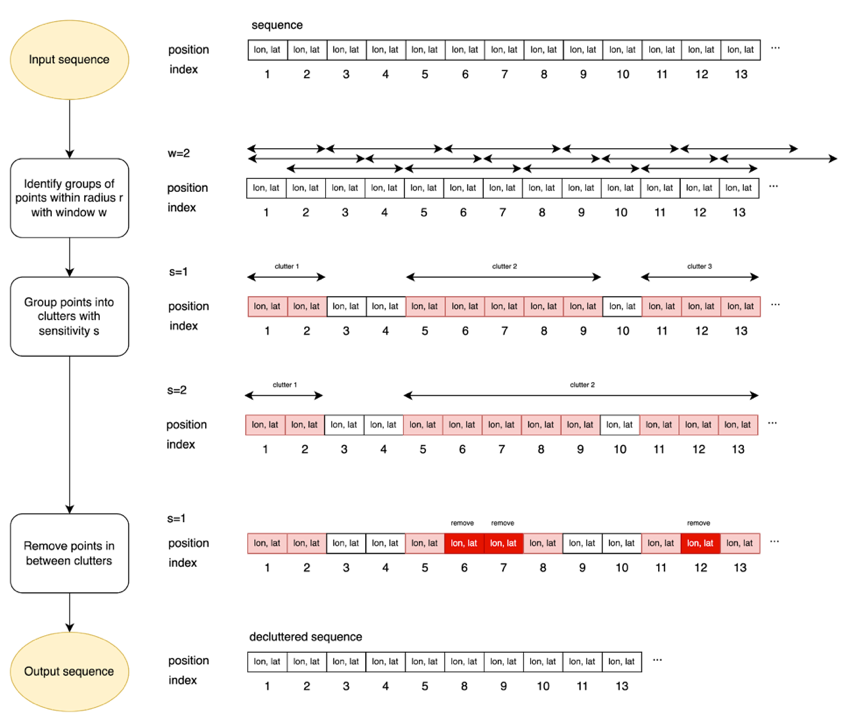 sequence
Input sequence
position lon, lat lon, lat lon, lat lon, lat lon, lat lon, lat lon, lat lon, lat lon, lat lon, lat lon, lat lon, lat lon, lat ...
index 1 2 3 4 5 6 7 8 9 10 11 12 13
Identify groups of
points within radius r
with window w
w=2
position lon, lat lon, lat lon, lat lon, lat lon, lat lon, lat lon, lat lon, lat lon, lat lon, lat lon, lat lon, lat lon, lat ...
index 1 2 3 4 5 6 7 8 9 10 11 12 13
Group points into
clutters with
sensitivity s
s=1
clutter 1 clutter 2 clutter 3
position lon, lat lon, lat lon, lat lon, lat lon, lat lon, lat lon, lat lon, lat lon, lat lon, lat lon, lat lon, lat lon, lat ...
index 1 2 3 4 5 6 7 8 9 10 11 12 13
s=2
clutter 1 clutter 2
position lon, lat lon, lat lon, lat lon, lat lon, lat lon, lat lon, lat lon, lat lon, lat lon, lat lon, lat lon, lat lon, lat ...
index 1 2 3 4 5 6 7 8 9 10 11 12 13
Remove points in
between clutters
s=1
remove remove remove
position lon, lat lon, lat lon, lat lon, lat lon, lat lon, lat lon, lat lon, lat lon, lat lon, lat lon, lat lon, lat lon, lat ...
index 1 2 3 4 5 6 7 8 9 10 11 12 13
decluttered sequence
Output sequence
position lon, lat lon, lat lon, lat lon, lat lon, lat lon, lat lon, lat lon, lat lon, lat lon, lat ...
index 1 2 3 4 5 8 9 10 11 13